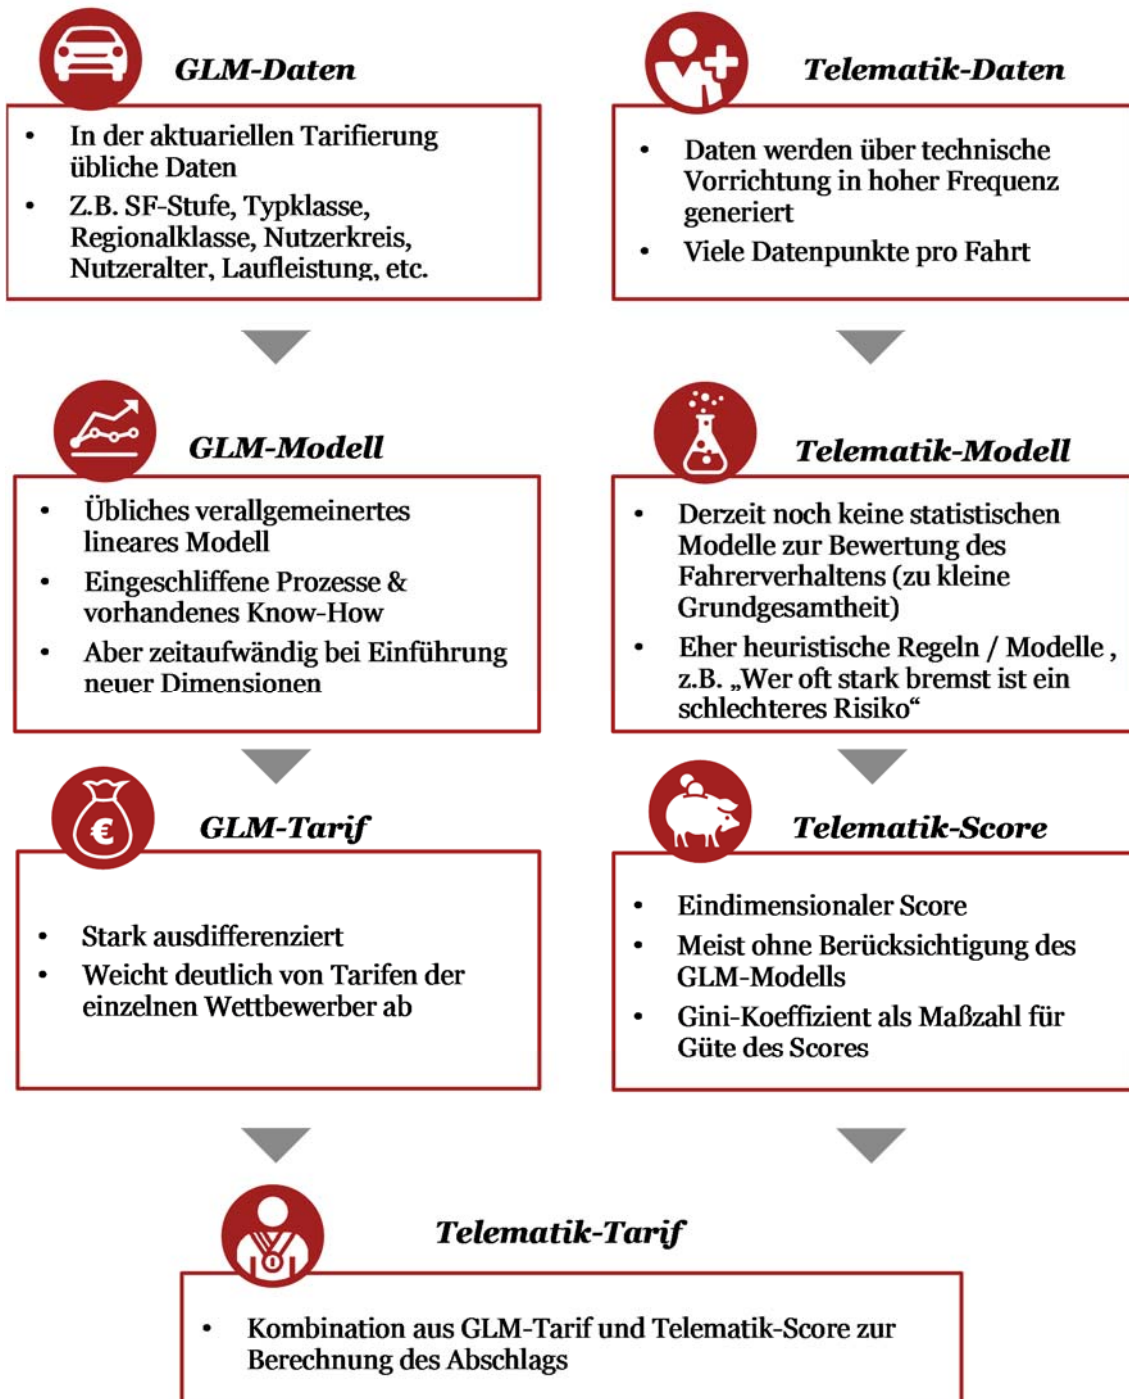 GLM-Daten
• In der aktuariellen Tarifierung
übliche Daten
• Z.B. SF-Stufe, Typklasse,
Regionalklasse, Nutzerkreis,
Nutzeralter, Laufleistung, etc.
Telematik-Daten
• Daten werden über technische
Vorrichtung in hoher Frequenz
generiert
• Viele Datenpunkte pro Fahrt
GLM-Modell
• Übliches verallgemeinertes
lineares Modell
• Eingeschliffene Prozesse &
vorhandenes Know-How
• Aber zeitaufwändig bei Einführung
neuer Dimensionen
Telematik-Modell
• Derzeit noch keine statistischen
Modelle zur Bewertung des
Fahrerverhaltens (zu kleine
Grundgesamtheit)
• Eher heuristische Regeln / Modelle ,
z.B. „Wer oft stark bremst ist ein
schlechteres Risiko“
€
GLM-Tarif
• Stark ausdifferenziert
• Weicht deutlich von Tarifen der
einzelnen Wettbewerber ab
Telematik-Score
• Eindimensionaler Score
• Meist ohne Berücksichtigung des
GLM-Modells
• Gini-Koeffizient als Maßzahl für
Güte des Scores
Telematik-Tarif
• Kombination aus GLM-Tarif und Telematik-Score zur
Berechnung des Abschlags